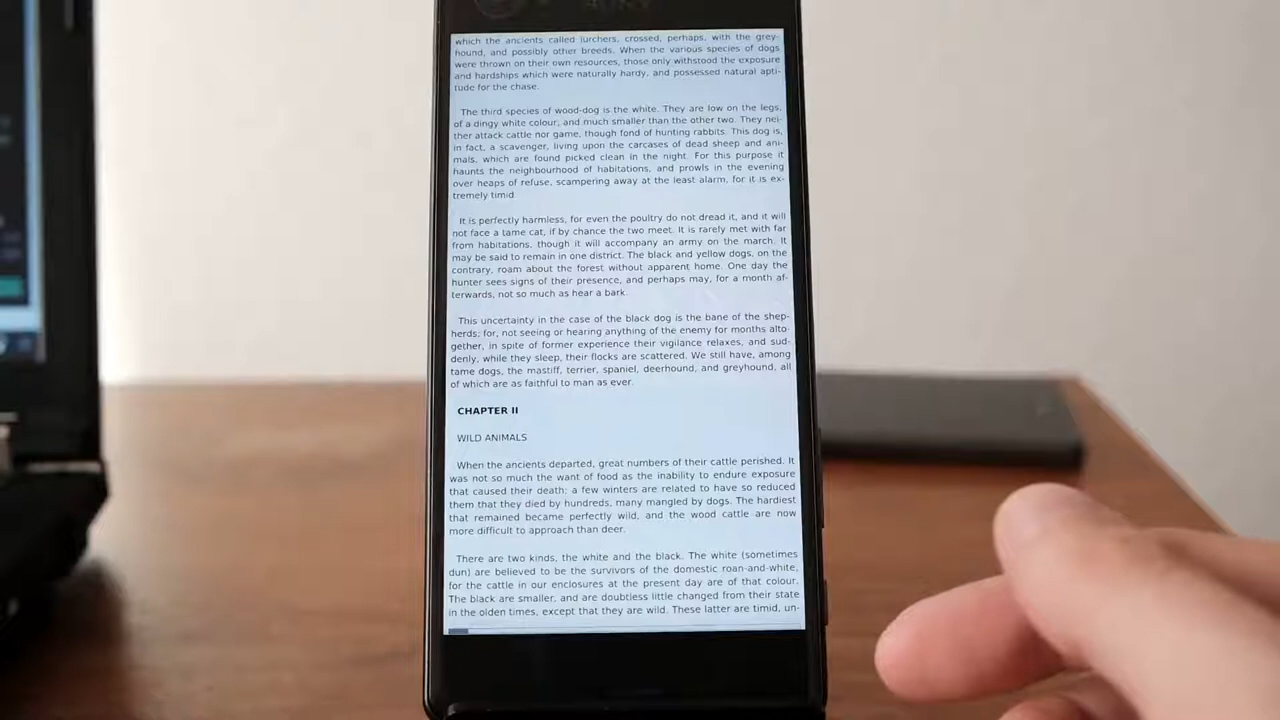 which the ancients called lurchers, crossed, perhaps, with the grey-
hound, and possibly other breeds. When the various species of dogs
were thrown on their own resources, those only withstood the exposure
and hardships which were naturally hardy, and possessed natural apti-
tude for the chase.
The third species of wood-dog is the white. They are low on the legs,
of a dingy white colour, and much smaller than the other two. They nei-
ther attack cattle nor game, though fond of hunting rabbits. This dog is,
in fact, a scavenger, living upon the carcases of dead sheep and ani-
mals, which are found picked clean in the night. For this purpose it
haunts the neighbourhood of habitations, and prowls in the evening
over heaps of refuse, scampering away at the least alarm, for it is ex-
tremely timid
It is perfectly harmless, for even the poultry do not dread it, and it will
not face a tame cat, if by chance the two meet. It is rarely met with far
from habitations, though it will accompany an army on the march. It
may be said to remain in one district. The black and yellow dogs, on the
contrary, roam about the forest without apparent home. One day the
hunter sees signs of their presence, and perhaps may, for a month af-
terwards, not so much as hear a bark.
This uncertainty in the case of the black dog is the bane of the shep-
herds; for, not seeing or hearing anything of the enemy for months alto-
gether, in spite of former experience their vigilance relaxes, and sud-
denly, while they sleep, their flocks are scattered. We still have, among
tame dogs, the mastiff, terrier, spaniel, deerhound, and greyhound, all
of which are as faithful to man as ever.
CHAPTER II
WILD ANIMALS
When the ancients departed, great numbers of their cattle perished. It
was not so much the want of food as the inability to endure exposure
that caused their death; a few winters are related to have so reduced
them that they died by hundreds, many mangled by dogs. The hardiest
that remained became perfectly wild, and the wood cattle are now
more difficult to approach than deer.
There are two kinds, the white and the black. The white (sometimes
dun) are believed to be the survivors of the domestic roan-and-white,
for the cattle in our enclosures at the present day are of that colour.
The black are smaller, and are doubtless little changed from their state
in the olden times, except that they are wild. These latter are timid, un-